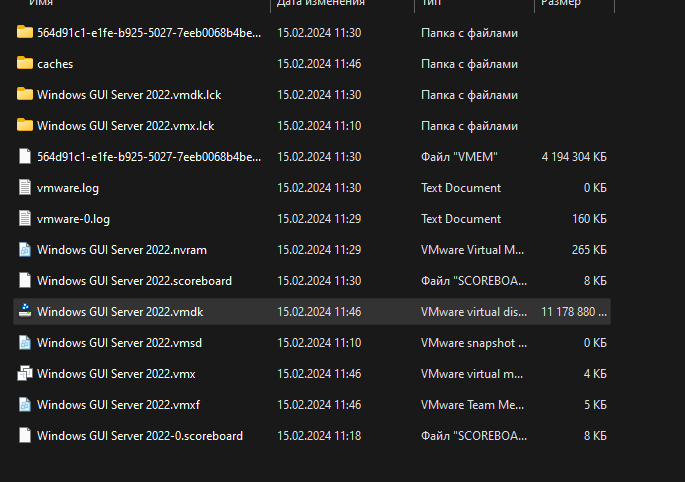 Имя Дата изменения Тип Размер
564d91c1-e1fe-b925-5027-7eeb0068b4be... 15.02.2024 11:30 Папка с файлами
caches 15.02.2024 11:46 Папка с файлами
Windows GUI Server 2022.vmdk.lck 15.02.2024 11:30 Папка с файлами
Windows GUI Server 2022.vmx.lck 15.02.2024 11:10 Папка с файлами
564d91c1-e1fe-b925-5027-7eeb0068b4be... 15.02.2024 11:30 Файл "VMEM" 4 194 304 КБ
vmware.log 15.02.2024 11:30 Text Document 0 КБ
vmware-0.log 15.02.2024 11:29 Text Document 160 КБ
Windows GUI Server 2022.nvram 15.02.2024 11:29 VMware Virtual M... 265 КБ
Windows GUI Server 2022.scoreboard 15.02.2024 11:30 Файл "SCOREBOA... 8 КБ
Windows GUI Server 2022.vmdk 15.02.2024 11:46 VMware virtual dis... 11 178 880 ...
Windows GUI Server 2022.vmsd 15.02.2024 11:10 VMware snapshot ... 0 КБ
Windows GUI Server 2022.vmx 15.02.2024 11:46 VMware virtual m... 4 КБ
Windows GUI Server 2022.vmxf 15.02.2024 11:46 VMware Team Me... 5 КБ
Windows GUI Server 2022-0.scoreboard 15.02.2024 11:18 Файл "SCOREBOA... 8 КБ